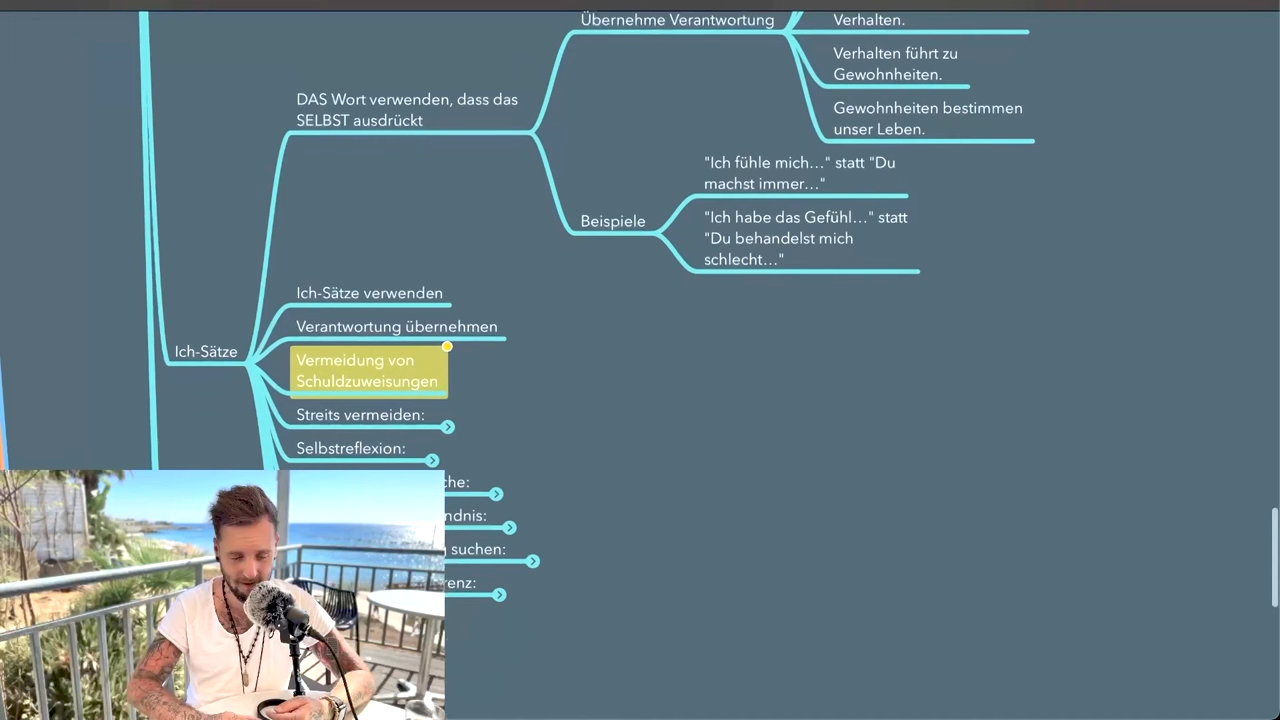 Übernehme Verantwortung
Verhalten.
Verhalten führt zu
Gewohnheiten.
Gewohnheiten bestimmen
unser Leben.
DAS Wort verwenden, dass das
SELBST ausdrückt
"Ich fühle mich…" statt "Du
machst immer…"
Beispiele
"Ich habe das Gefühl…" statt
"Du behandelst mich
schlecht…"
Ich-Sätze
Ich-Sätze verwenden
Verantwortung übernehmen
Vermeidung von
Schuldzuweisungen
Streits vermeiden:
Selbstreflexion:
che:
ndnis:
suchen:
enz: